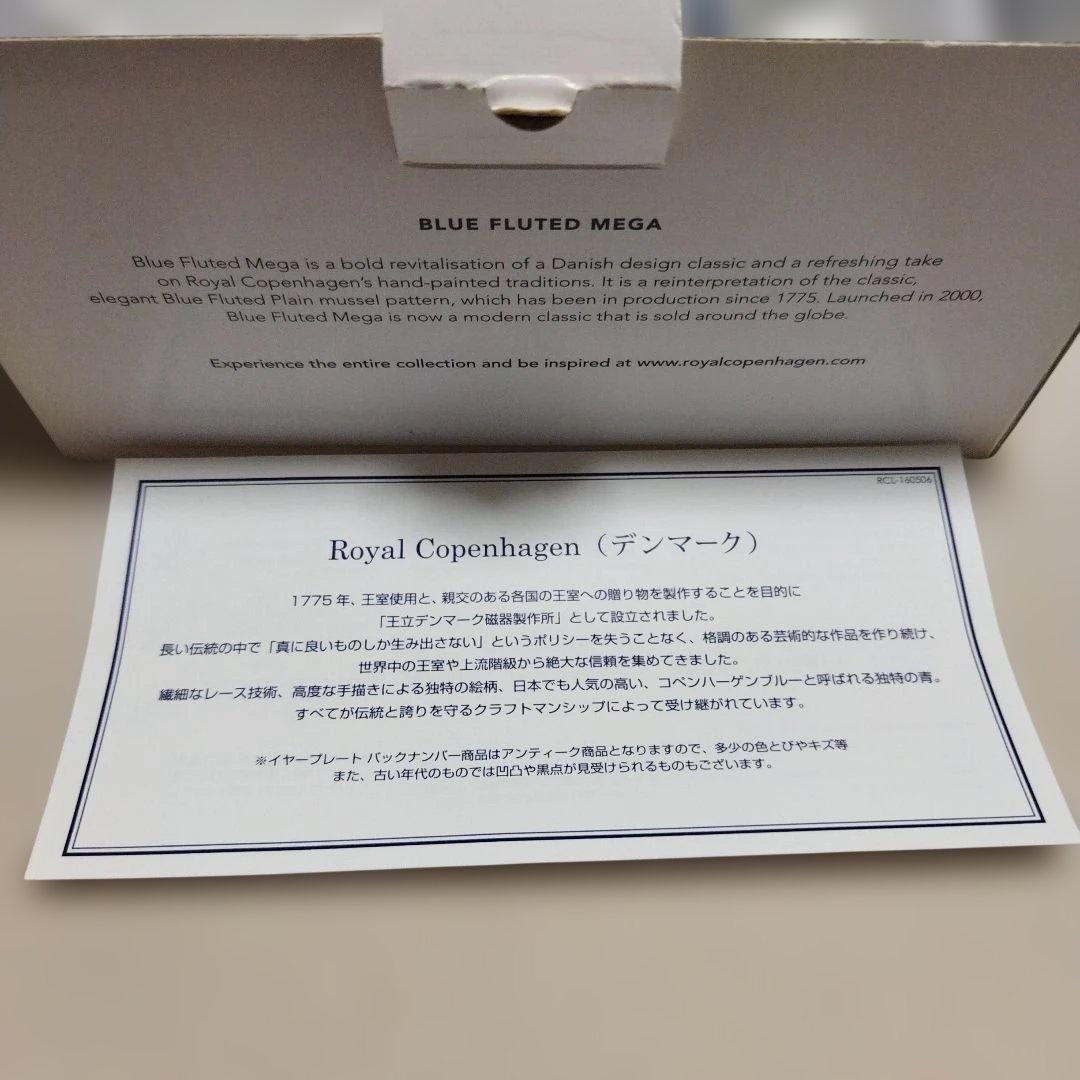 BLUE FLUTED MEGA
Blue Fluted Mega is a bold revitalisation of a Danish design classic and a refreshing take
on Royal Copenhagen's hand-painted traditions. It is a reinterpretation of the classic,
elegant Blue Fluted Plain mussel pattern, which has been in production since 1775. Launched in 2000,
Blue Fluted Mega is now a modern classic that is sold around the globe.
Experience the entire collection and be inspired at www.royalcopenhagen.com
RCL-160506
Royal Copenhagen（デンマーク）
1775 年、王室使用と、親交のある各国の王室への贈り物を製作することを目的に
「王立デンマーク磁器製作所」として設立されました。
長い伝統の中で「真に良いものしか生み出さない」というポリシーを失うことなく、格調のある芸術的な作品を作り続け、
世界中の王室や上流階級から絶大な信頼を集めてきました。
繊細なレース技術、高度な手描きによる独特の絵柄、日本でも人気の高い、コペンハーゲンブルーと呼ばれる独特の青。
すべてが伝統と誇りを守るクラフトマンシップによって受け継がれています。
※イヤープレート バックナンバー商品はアンティーク商品となりますので、多少の色とびやキズ等
また、古い年代のものでは凹凸や黒点が見受けられるものもございます。